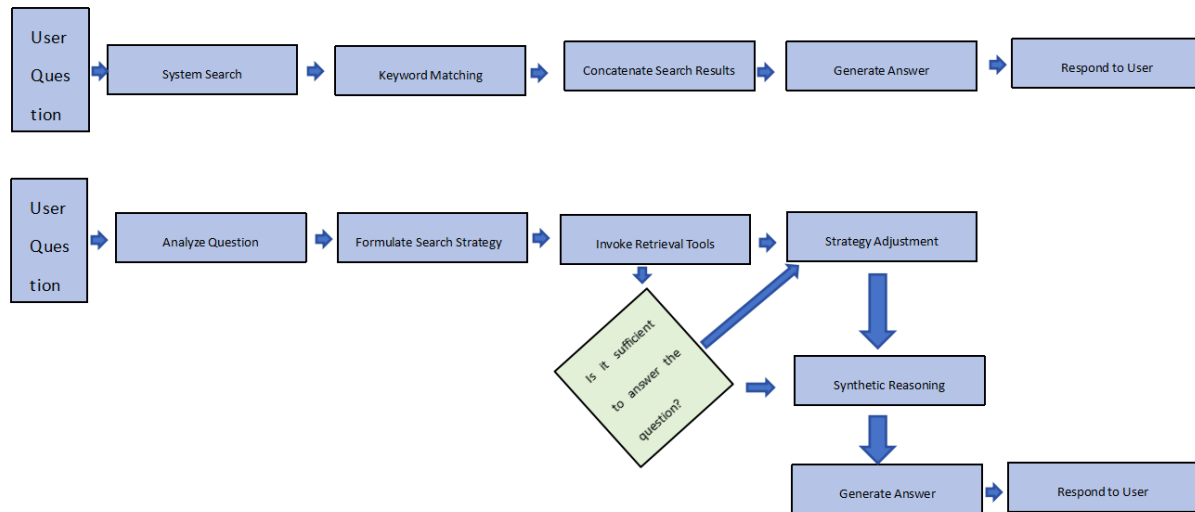 User
Ques
tion
System Search
Keyword Matching
Concatenate Search Results
Generate Answer
Respond to User
User
Ques
tion
Analyze Question
Formulate Search Strategy
Invoke Retrieval Tools
Strategy Adjustment
Is it sufficient
to answer the
question?
Synthetic Reasoning
Generate Answer
Respond to User